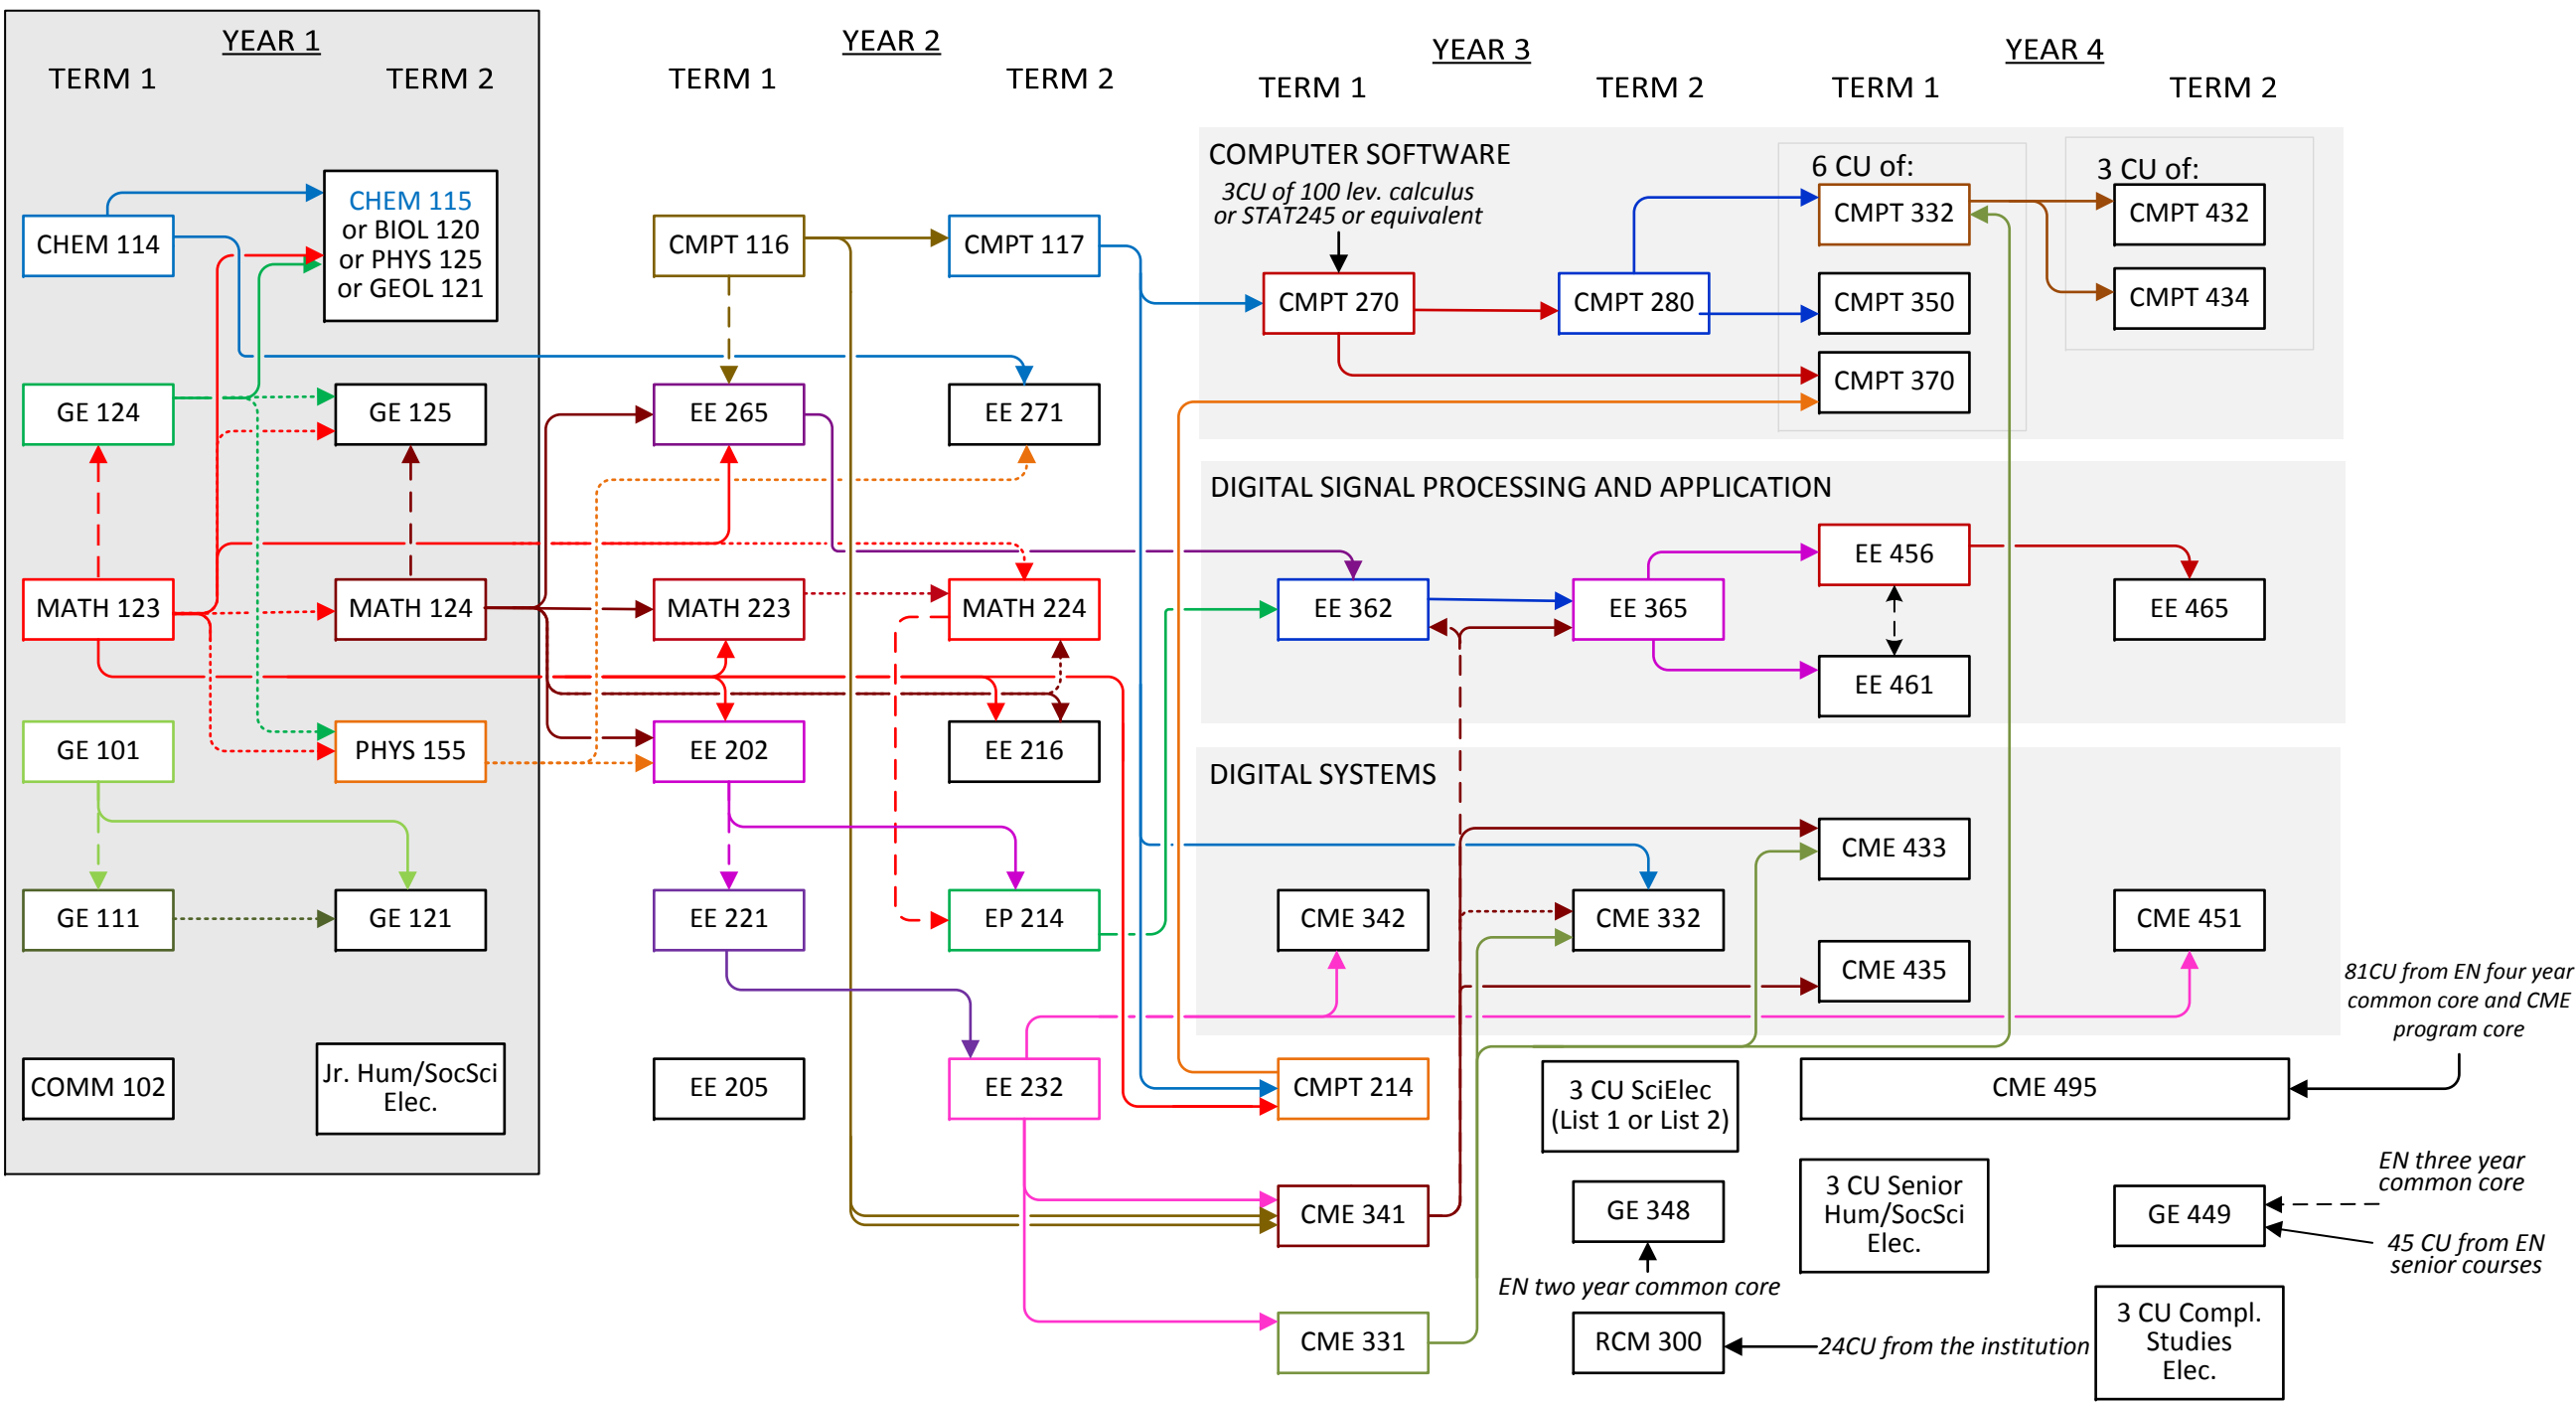 YEAR 1
TERM 1
TERM 2
YEAR 2
TERM 1
TERM 2
YEAR 3
TERM 1
TERM 2
YEAR 4
TERM 1
TERM 2
CHEM 114
CHEM 115
or BIOL 120
or PHYS 125
or GEOL 121
GE 124
GE 125
MATH 123
MATH 124
GE 101
PHYS 155
GE 111
GE 121
COMM 102
Jr. Hum/SocSci
Elec.
CMPT 116
CMPT 117
EE 265
EE 271
MATH 223
MATH 224
EE 202
EE 216
EE 221
EP 214
EE 205
EE 232
COMPUTER SOFTWARE
3CU of 100 lev. calculus
or STAT245 or equivalent
6 CU of:
3 CU of:
CMPT 270
CMPT 280
CMPT 332
CMPT 350
CMPT 370
CMPT 432
CMPT 434
DIGITAL SIGNAL PROCESSING AND APPLICATION
EE 362
EE 365
EE 456
EE 461
EE 465
DIGITAL SYSTEMS
CME 342
CME 332
CME 433
CME 435
CME 451
81CU from EN four year
common core and CME
program core
CMPT 214
3 CU SciElec
(List 1 or List 2)
CME 495
CME 341
GE 348
EN two year common core
3 CU Senior
Hum/SocSci
Elec.
GE 449
EN three year
common core
45 CU from EN
senior courses
CME 331
RCM 300
24CU from the institution
3 CU Compl.
Studies
Elec.